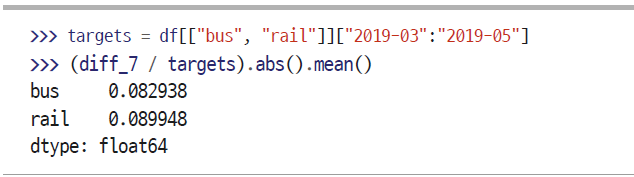 >>> targets = df[["bus", "rail"]]["2019-03":"2019-05"]
>>> (diff_7 / targets).abs().mean()
bus     0.082938
rail    0.089948
dtype: float64